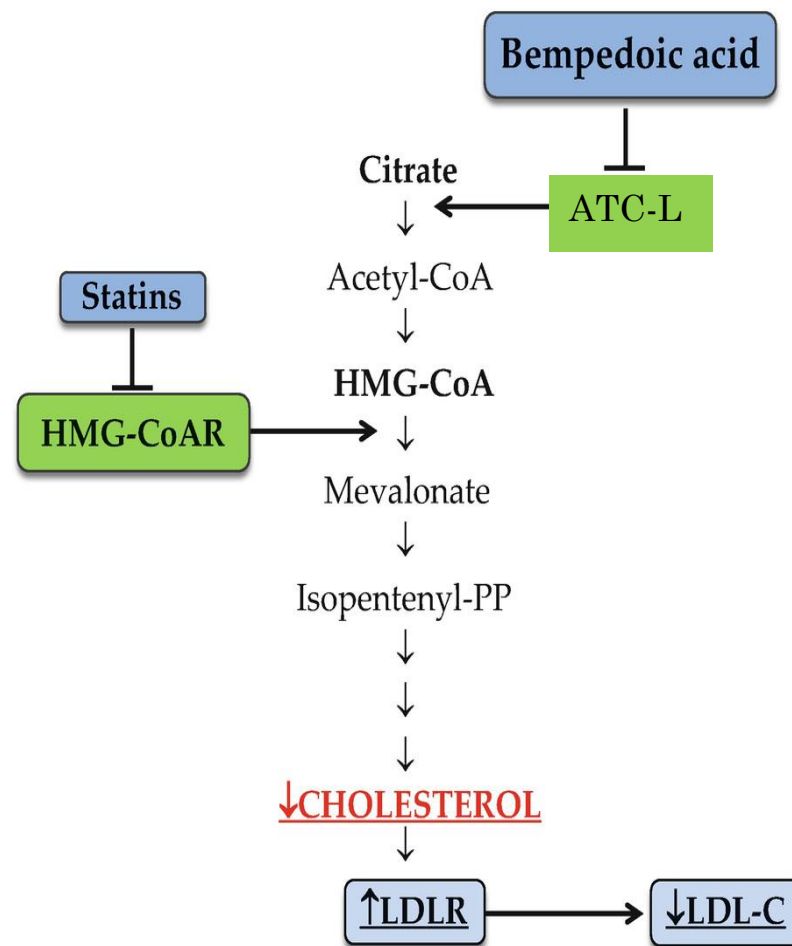 Bempedoic acid
Citrate
ATC-L
Acetyl-CoA
Statins
HMG-CoA
HMG-CoAR
Mevalonate
Isopentenyl-PP
↓CHOLESTEROL
↑LDLR
↓LDL-C